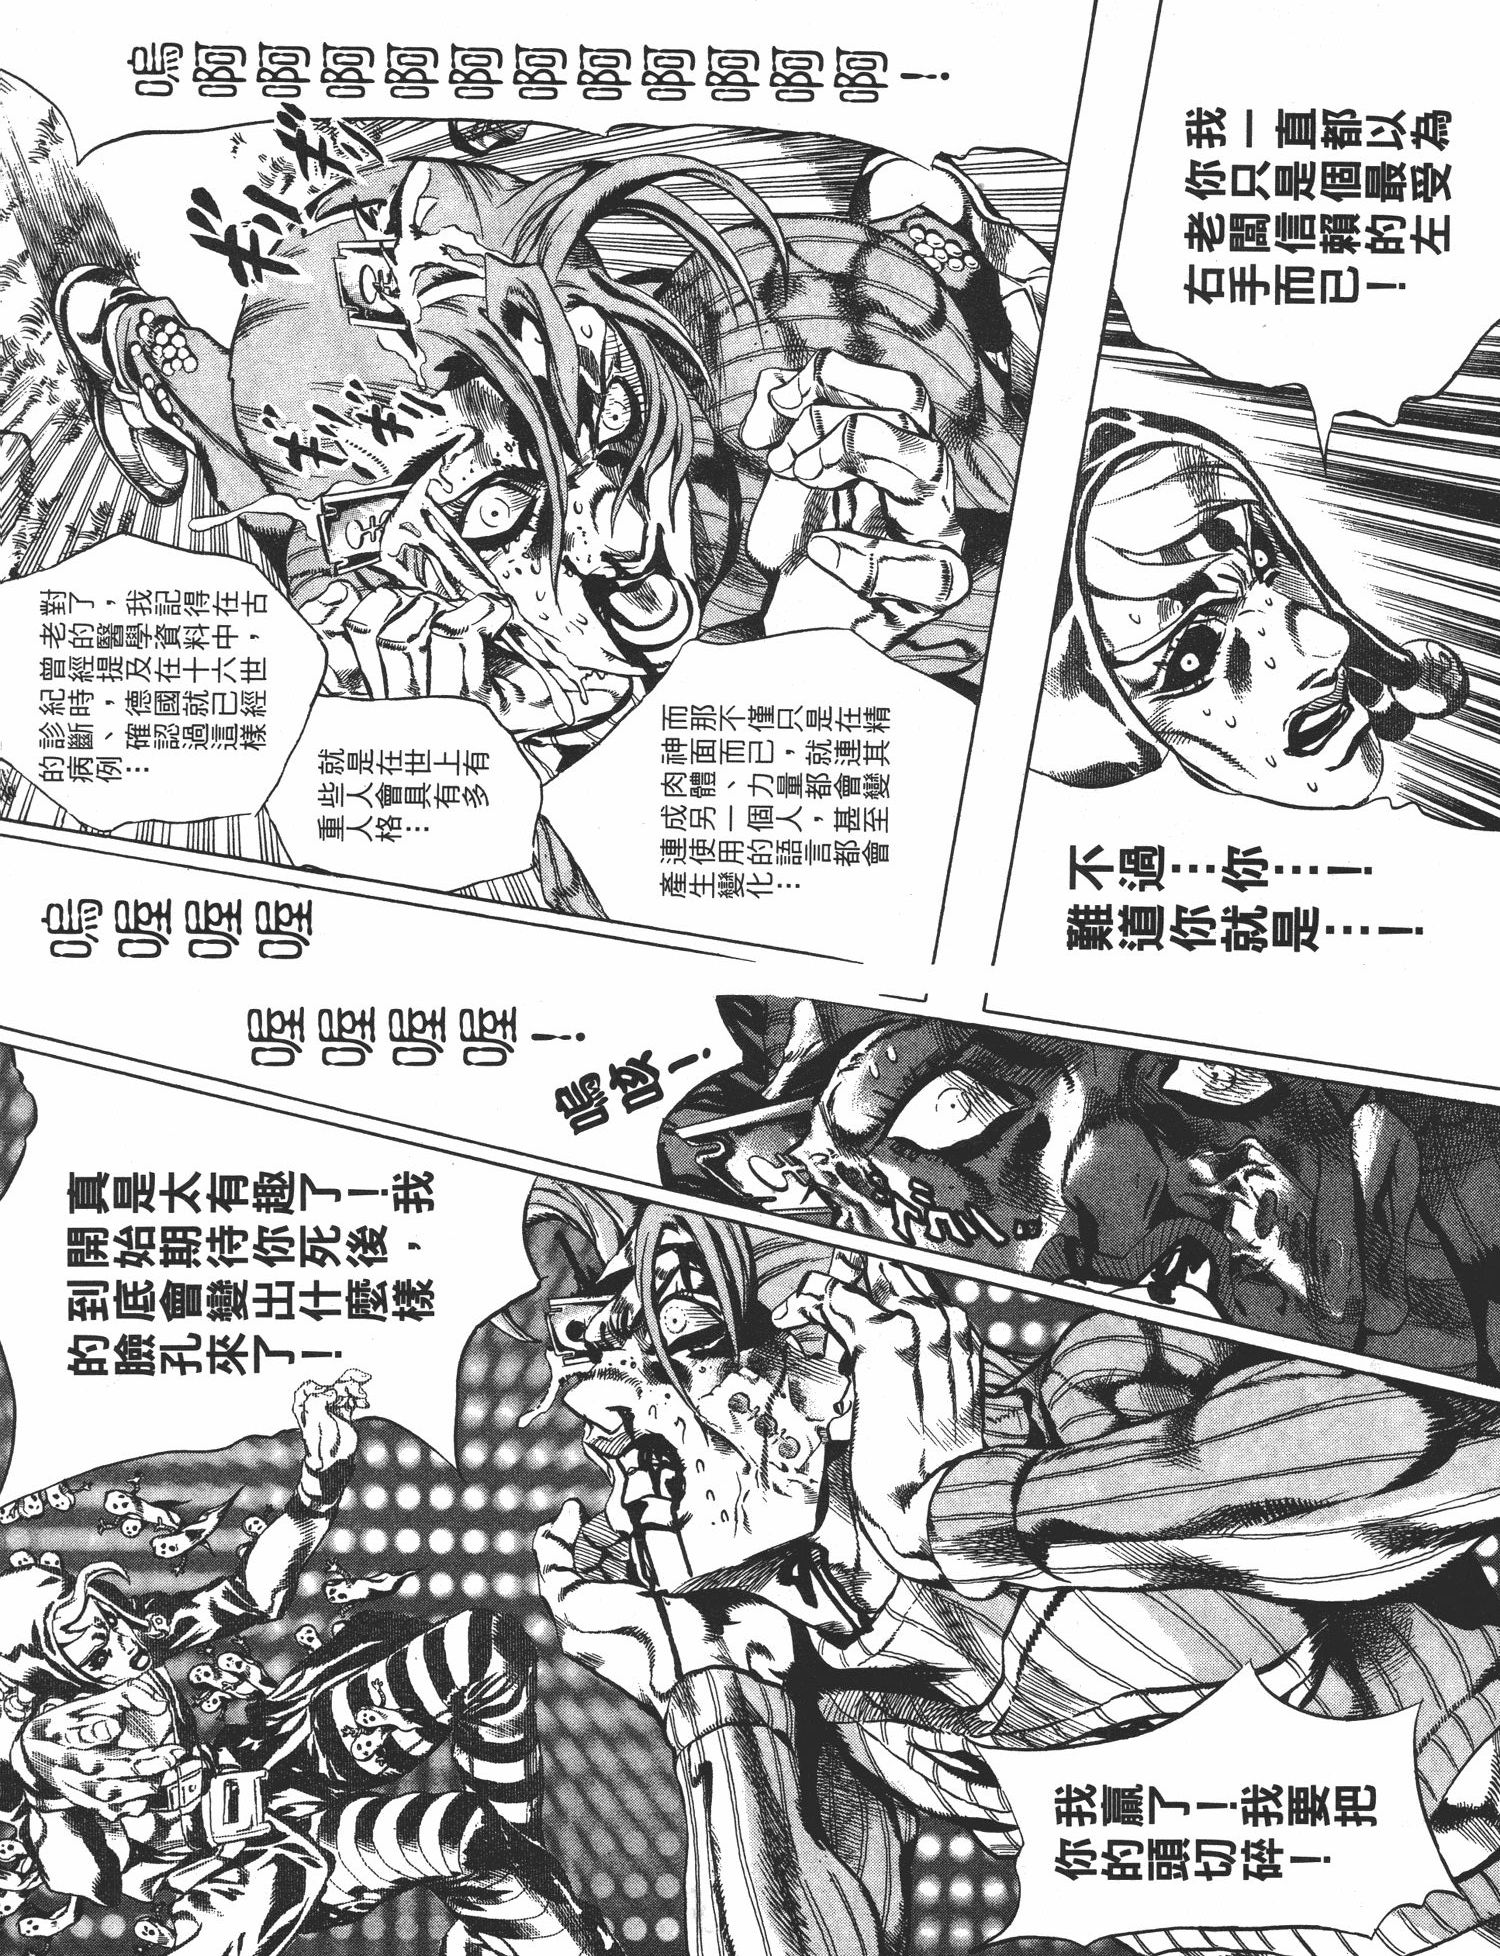 我一直都以為
你只是個最受
老闆信賴的左
右手而已！
不過⋯你⋯！
難道你就是⋯！
嗚啊啊啊啊啊啊啊啊啊啊啊！
ギギギ
ギギギ
對了，我記得在古
老的醫學資料中，
曾經提及在十六世
紀時，德國就已經
診斷、確認過這樣
的病例⋯
就是在世上有
些人會具有多
重人格⋯
而那不僅只是在精
神面而已，就連其
肉體、力量都會變
成另一個人，甚至
連使用的語言都會
產生變化⋯
嗚喔喔喔
喔喔喔喔！
嗚咳！
真是太有趣了！我
開始期待你死後，
到底會變出什麼樣
的臉孔來了！
我贏了！我要把
你的頭切碎！